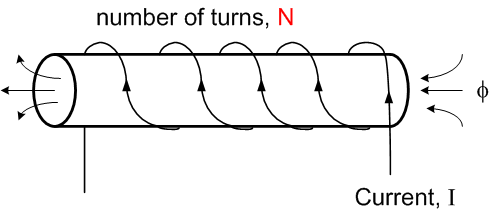 number of turns, N
ϕ
Current, I